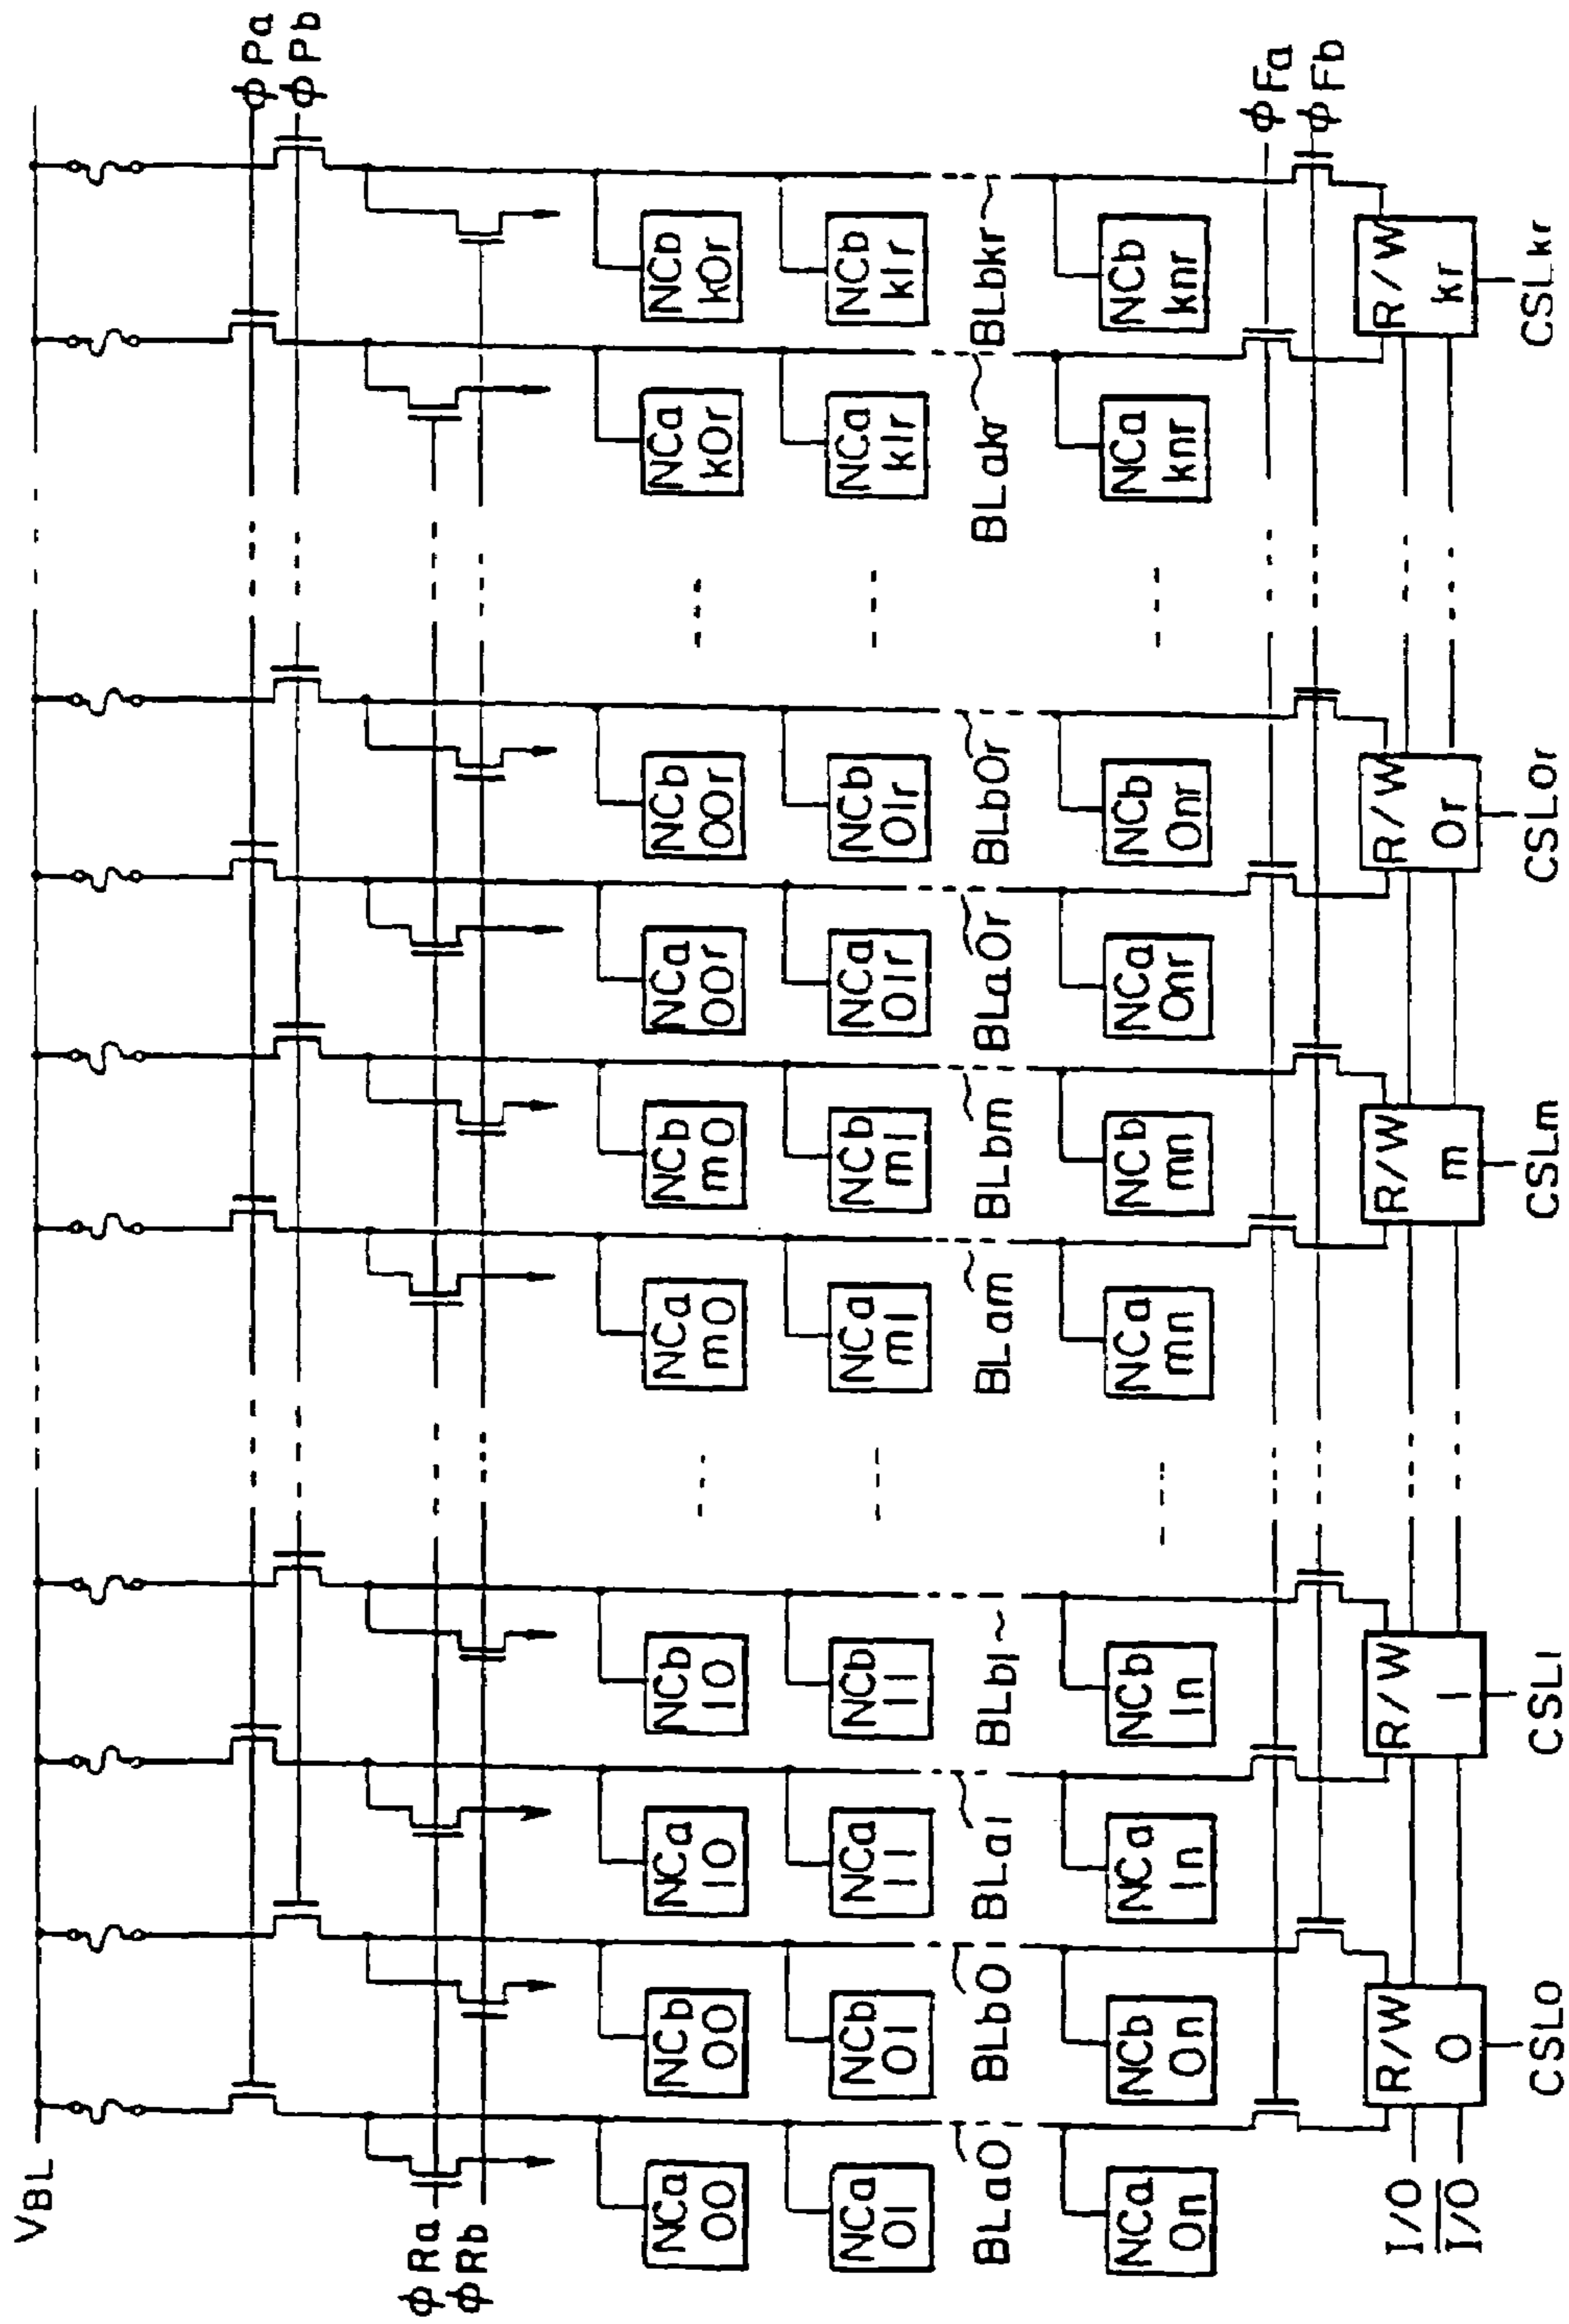 VBL
φPa
φPb
φRa
φRb
NCa 00
NCb 00
NCa 10
NCb 10
NCa m0
NCb m0
NCa 00r
NCb 00r
NCa k0r
NCb k0r
NCa 01
NCb 01
NCa 11
NCb 11
NCa m1
NCb m1
NCa 01r
NCb 01r
NCa k1r
NCb k1r
BLa0
BLb0
BLa1
BLb1
BLam
BLbm
BLa0r
BLb0r
BLakr
BLbkr
NCa 0n
NCb 0n
NCa 1n
NCb 1n
NCa mn
NCb mn
NCa 0nr
NCb 0nr
NCa knr
NCb knr
φFa
φFb
I/O
I/O
R/W 0
R/W 1
R/W m
R/W 0r
R/W kr
CSL0
CSL1
CSLm
CSL0r
CSLkr